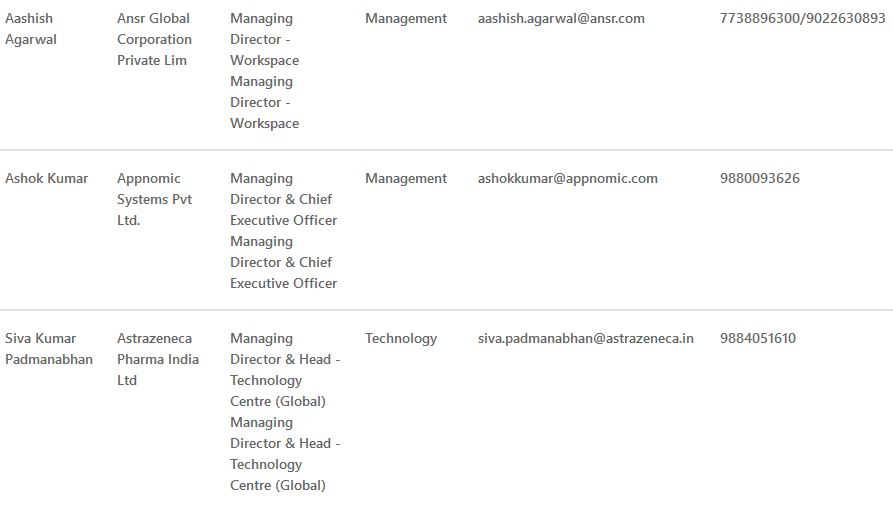 Aashish Agarwal
Ansr Global Corporation Private Lim
Managing Director - Workspace Managing Director - Workspace
Management
aashish.agarwal@ansr.com
7738896300/9022630893
Ashok Kumar
Appnomic Systems Pvt Ltd.
Managing Director & Chief Executive Officer Managing Director & Chief Executive Officer
Management
ashokkumar@appnomic.com
9880093626
Siva Kumar Padmanabhan
Astrazeneca Pharma India Ltd
Managing Director & Head - Technology Centre (Global) Managing Director & Head - Technology Centre (Global)
Technology
siva.padmanabhan@astrazeneca.in
9884051610